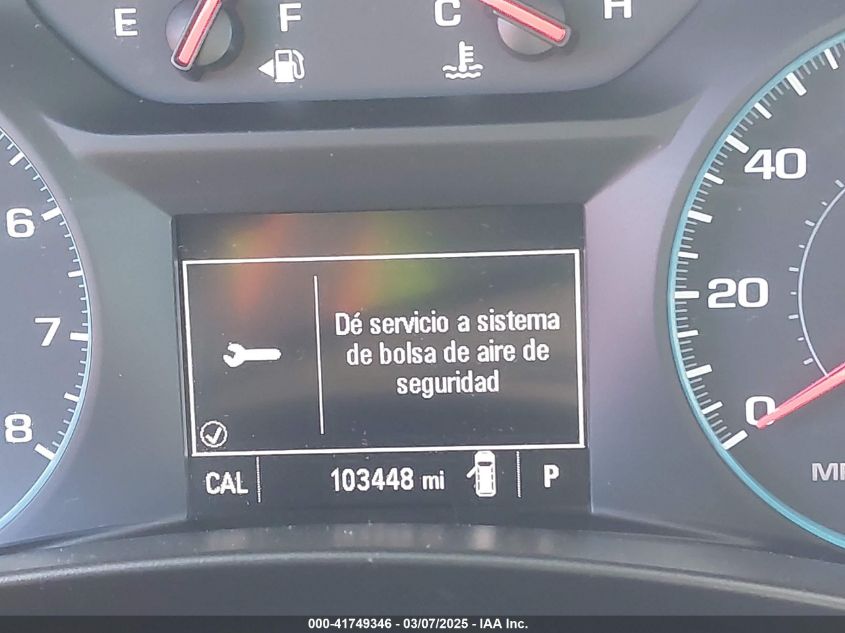 E F C H
6
7
8
40
20
0
Dé servicio a sistema
de bolsa de aire de
seguridad
CAL 103448 mi P
000-41749346 - 03/07/2025 - IAA Inc.